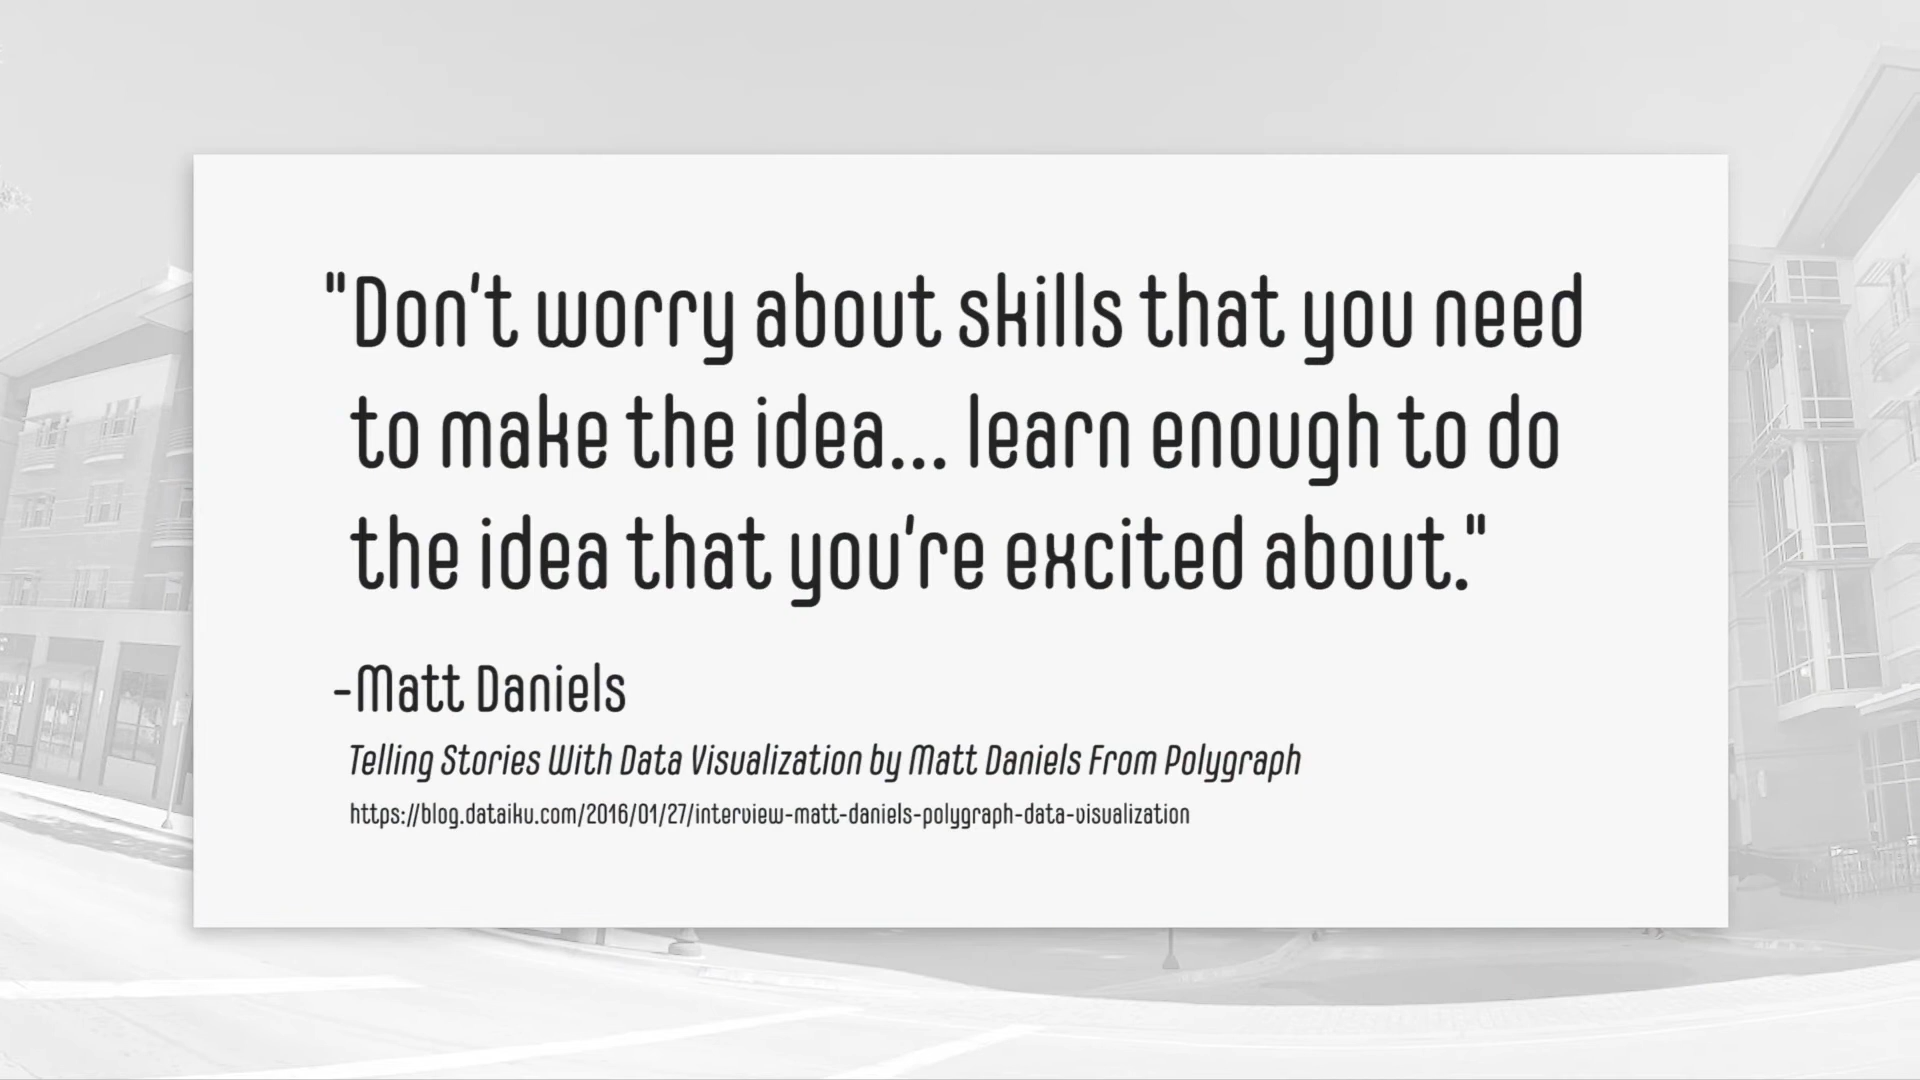 "Don't worry about skills that you need
to make the idea... learn enough to do
the idea that you're excited about."
-Matt Daniels
Telling Stories With Data Visualization by Matt Daniels From Polygraph
https://blog.dataiku.com/2016/01/27/interview-matt-daniels-polygraph-data-visualization